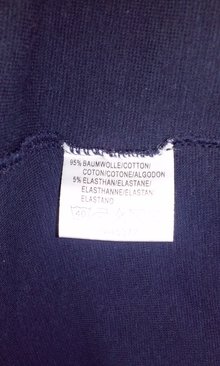 95% BAUMWOLLE/COTTON/
COTON/COTONE/ALGODON
5% ELASTHAN/ELASTANE/
ELASTHANNE/ELASTAN
ELASTANO